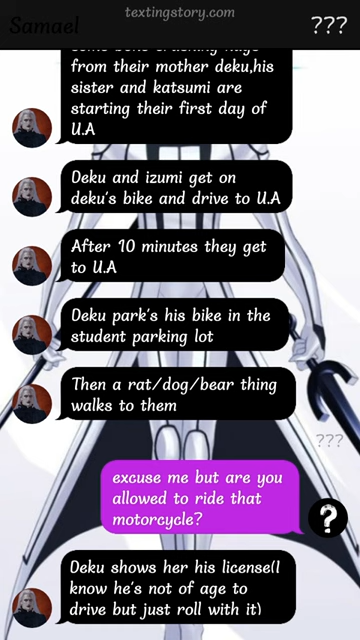 textingstory.com
Samael
???
from their mother deku,his
sister and katsumi are
starting their first day of
U.A
Deku and izumi get on
deku's bike and drive to U.A
After 10 minutes they get
to U.A
Deku park's his bike in the
student parking lot
Then a rat/dog/bear thing
walks to them
???
excuse me but are you
allowed to ride that
motorcycle?
?
Deku shows her his license(I
know he's not of age to
drive but just roll with it)